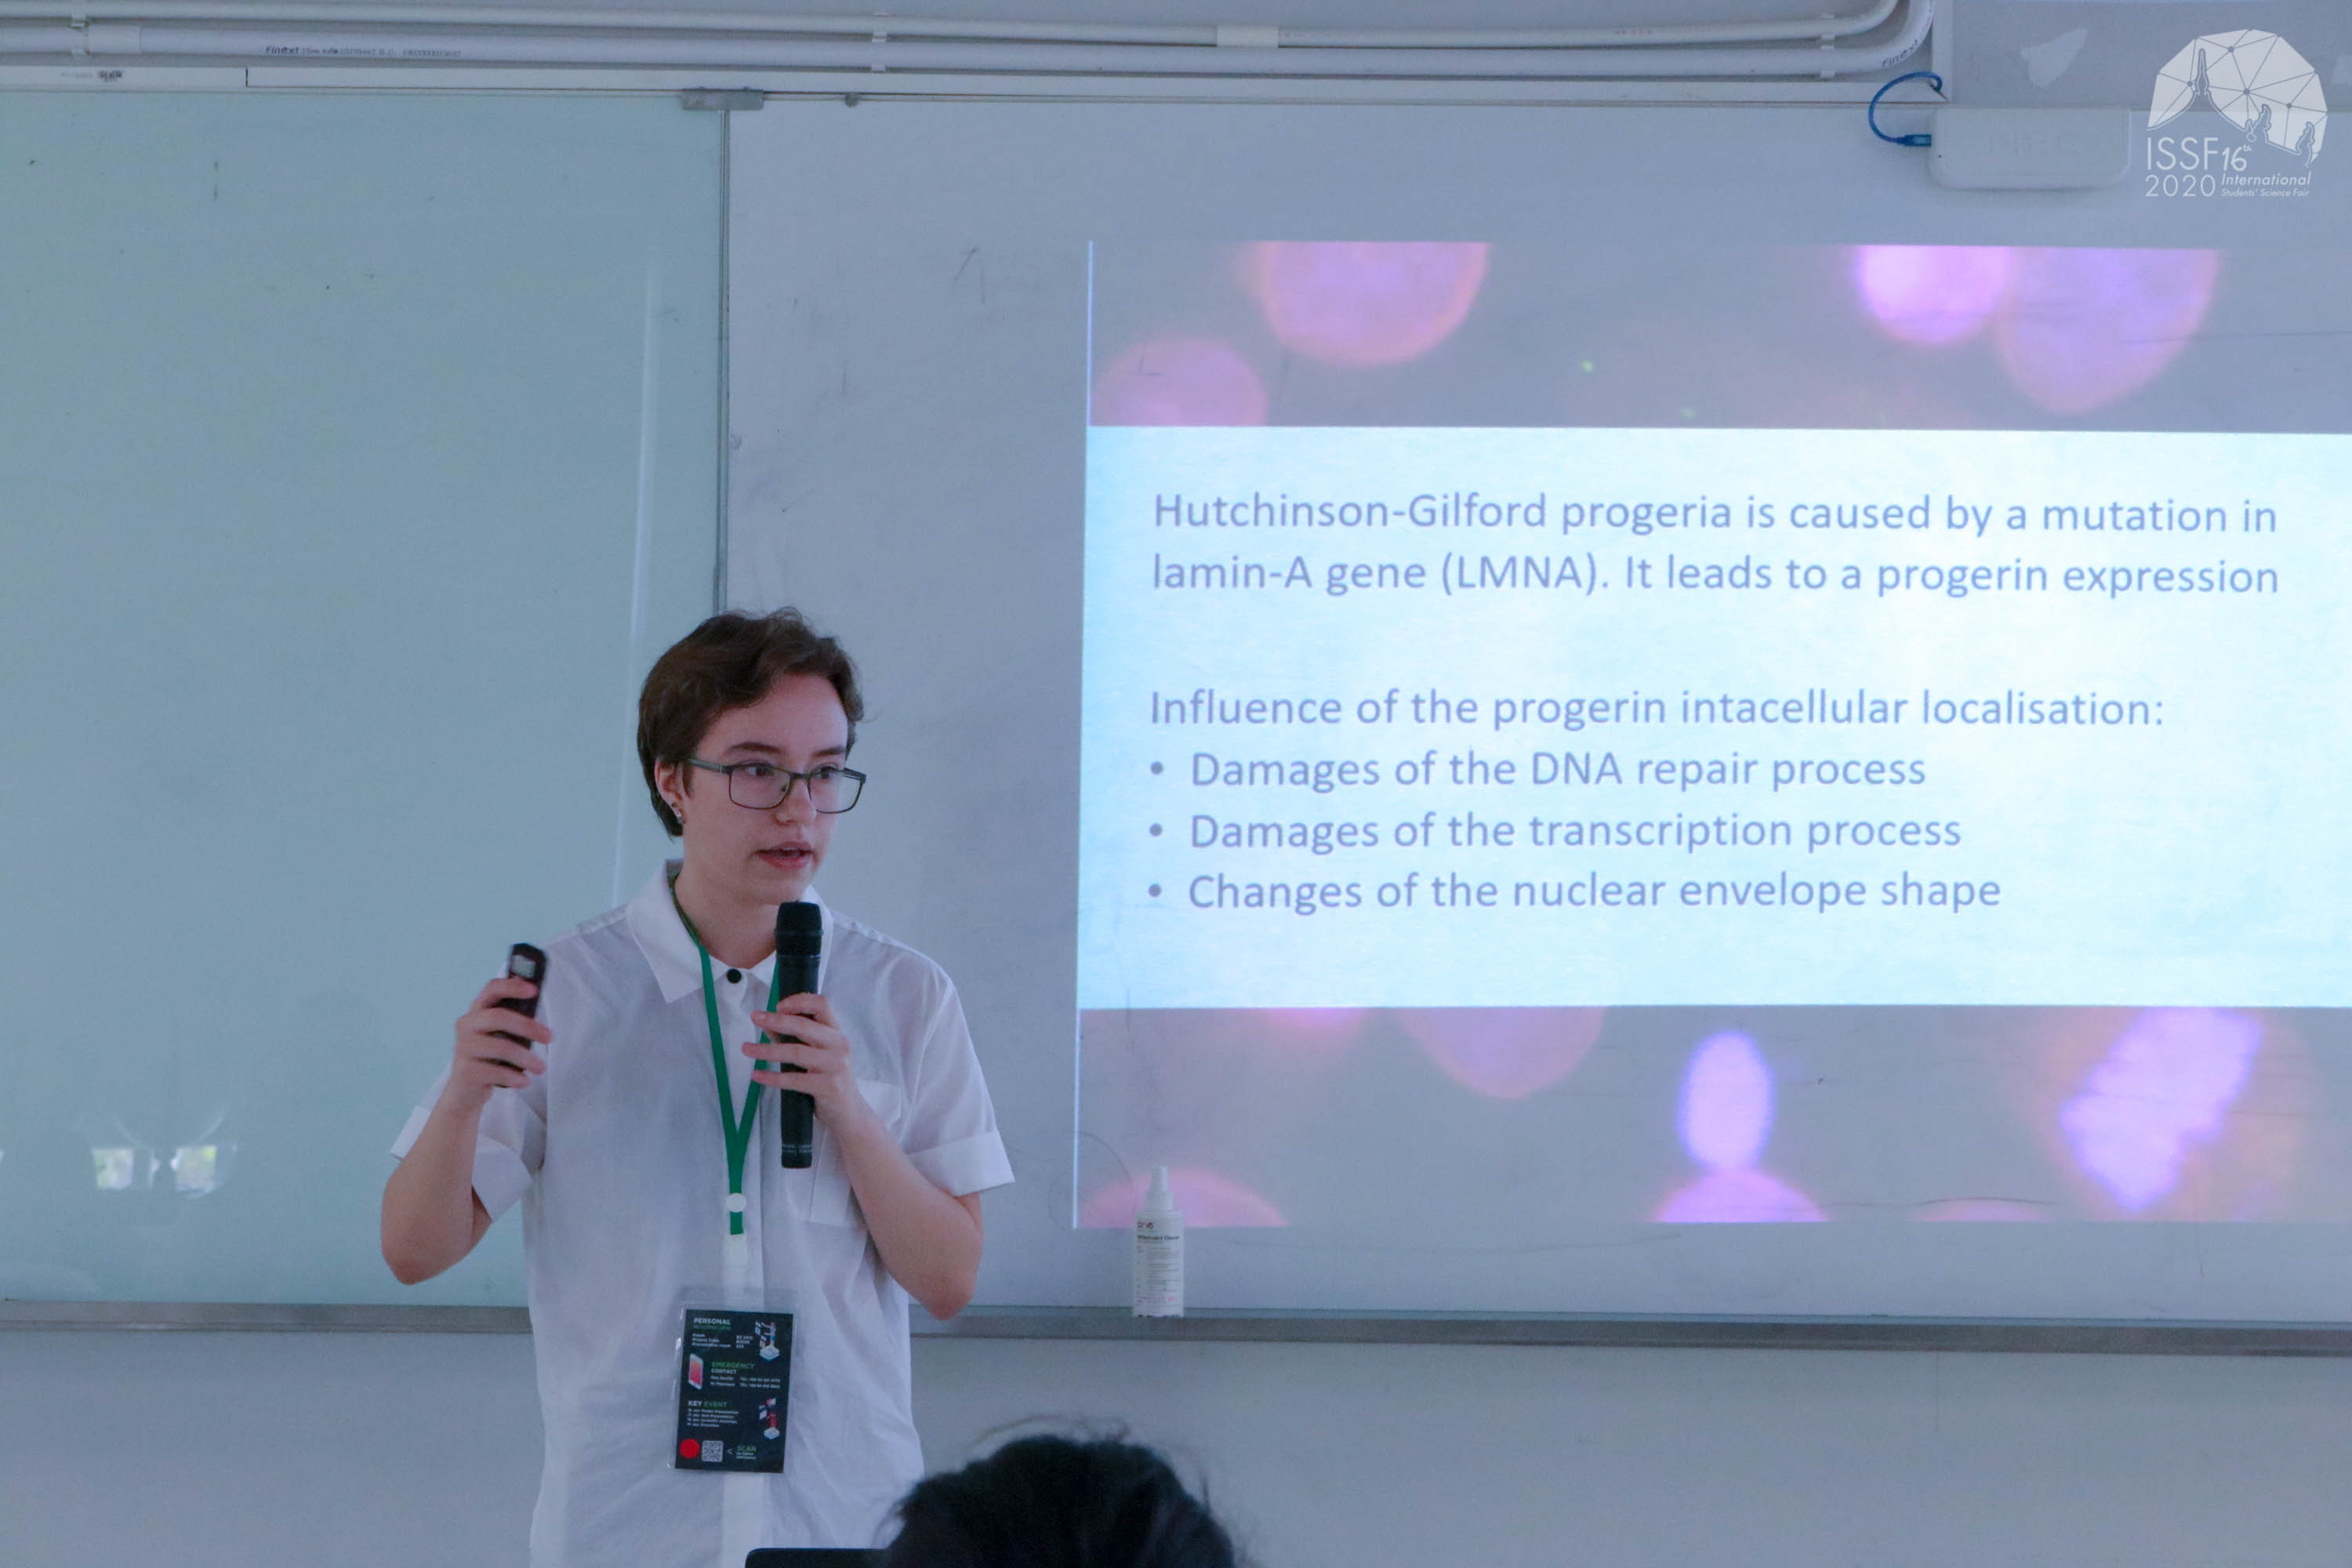 Finext
ISSF 16th
2020 International
Students' Science Fair
Hutchinson-Gilford progeria is caused by a mutation in
lamin-A gene (LMNA). It leads to a progerin expression
Influence of the progerin intacellular localisation:
• Damages of the DNA repair process
• Damages of the transcription process
• Changes of the nuclear envelope shape
PERSONAL
EMERGENCY
CONTACT
KEY EVENT
< SCAN